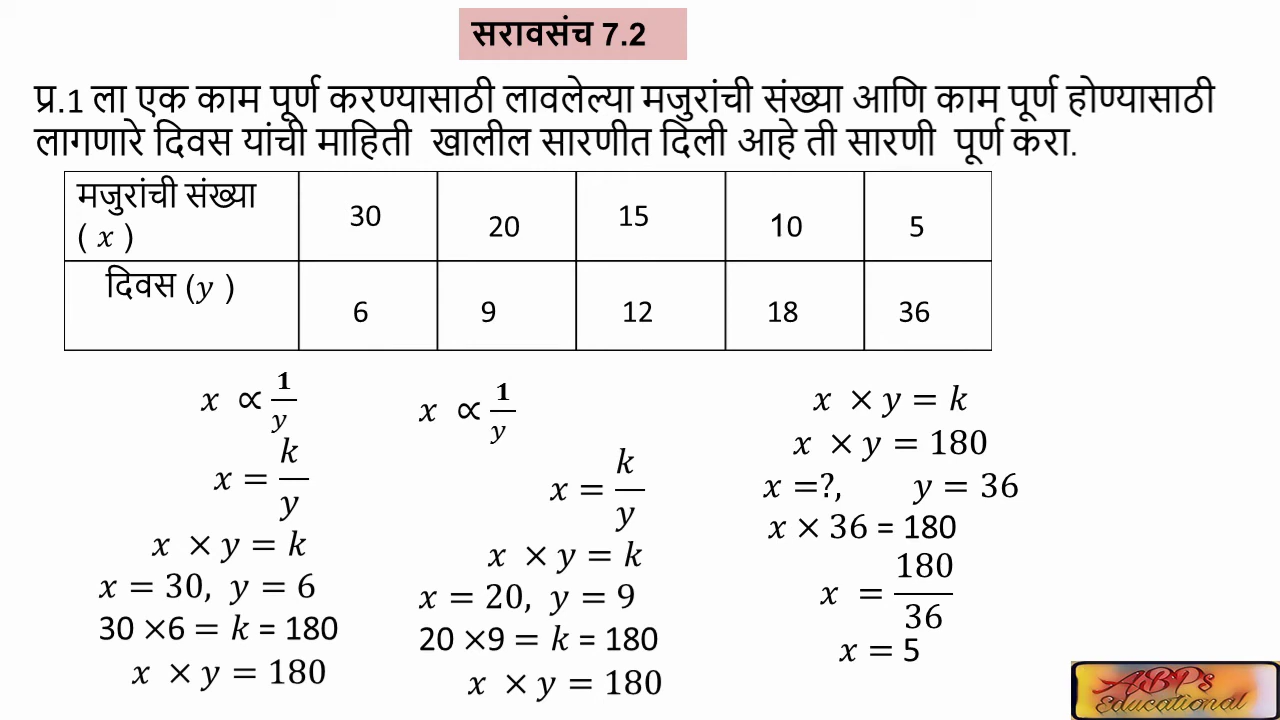 सरावसंच 7.2
प्र.1 ला एक काम पूर्ण करण्यासाठी लावलेल्या मजुरांची संख्या आणि काम पूर्ण होण्यासाठी
लागणारे दिवस यांची माहिती खालील सारणीत दिली आहे ती सारणी पूर्ण करा.
मजुरांची संख्या ( x ) 30 20 15 10 5
दिवस (y ) 6 9 12 18 36
x ∝ 1/y
x = k/y
x × y = k
x = 30, y = 6
30 ×6 = k = 180
x × y = 180
x ∝ 1/y
x = k/y
x × y = k
x = 20, y = 9
20 ×9 = k = 180
x × y = 180
x × y = k
x × y = 180
x =?, y = 36
x × 36 = 180
x = 180/36
x = 5
ABPs
Educational